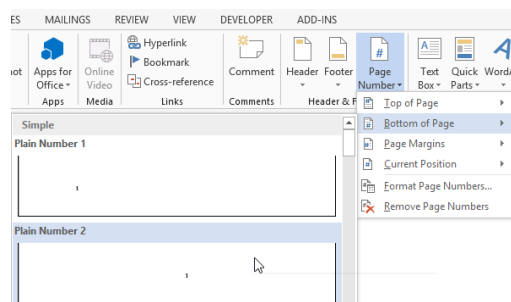 ES MAILINGS REVIEW VIEW DEVELOPER ADD-INS
Hyperlink
Bookmark
Cross-reference
ot Apps for Online Comment Header Footer Page Text Quick Word
Office Video Number Box Parts
Apps Media Links Comments Header & F
Top of Page
Bottom of Page
Page Margins
Current Position
Format Page Numbers...
Remove Page Numbers
Simple
Plain Number 1
1
Plain Number 2
1